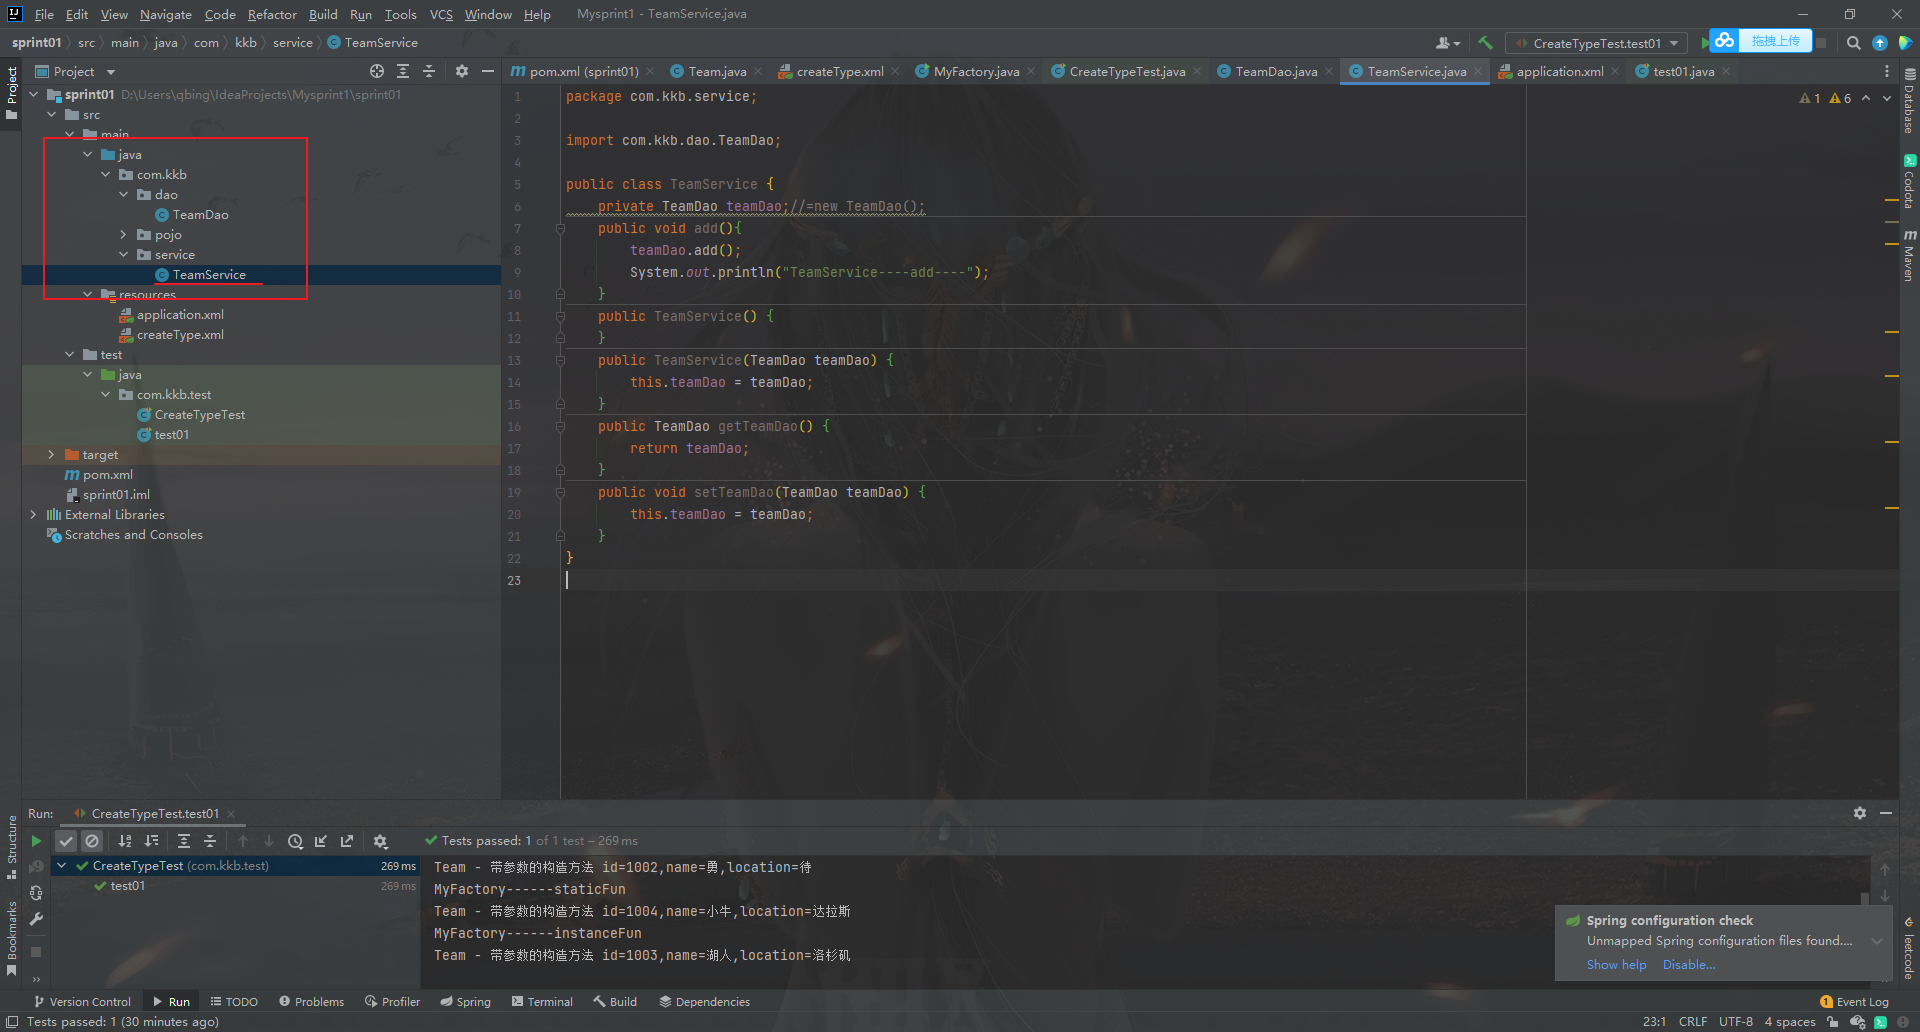 File Edit View Navigate Code Refactor Build Run Tools VCS Window Help Mysprint1 - TeamService.java
sprint01 src main java com kkb service TeamService
CreateTypeTest.test01
拖拽上传
Project
pom.xml (sprint01) Team.java createType.xml MyFactory.java CreateTypeTest.java TeamDao.java TeamService.java application.xml test01.java
Project
sprint01 D:\Users\qbing\IdeaProjects\Mysprint1\sprint01
src
main
java
com.kkb
dao
TeamDao
pojo
service
TeamService
resources
application.xml
createType.xml
test
java
com.kkb.test
CreateTypeTest
test01
target
pom.xml
sprint01.iml
External Libraries
Scratches and Consoles
1 package com.kkb.service;
2
3 import com.kkb.dao.TeamDao;
4
5 public class TeamService {
6 private TeamDao teamDao;//=new TeamDao();
7 public void add(){
8 teamDao.add();
9 System.out.println("TeamService----add----");
10 }
11 public TeamService() {
12 }
13 public TeamService(TeamDao teamDao) {
14 this.teamDao = teamDao;
15 }
16 public TeamDao getTeamDao() {
17 return teamDao;
18 }
19 public void setTeamDao(TeamDao teamDao) {
20 this.teamDao = teamDao;
21 }
22 }
23
1 6
Database
Codota
Maven
leetcode
Structure
Bookmarks
Run: CreateTypeTest.test01
Tests passed: 1 of 1 test – 269 ms
CreateTypeTest (com.kkb.test) 269 ms
test01 269 ms
Team - 带参数的构造方法 id=1002,name=勇,location=待
MyFactory------staticFun
Team - 带参数的构造方法 id=1004,name=小牛,location=达拉斯
MyFactory------instanceFun
Team - 带参数的构造方法 id=1003,name=湖人,location=洛杉矶
Spring configuration check
Unmapped Spring configuration files found....
Show help Disable...
Version Control Run TODO Problems Profiler Spring Terminal Build Dependencies
1 Event Log
Tests passed: 1 (30 minutes ago)
23:1 CRLF UTF-8 4 spaces